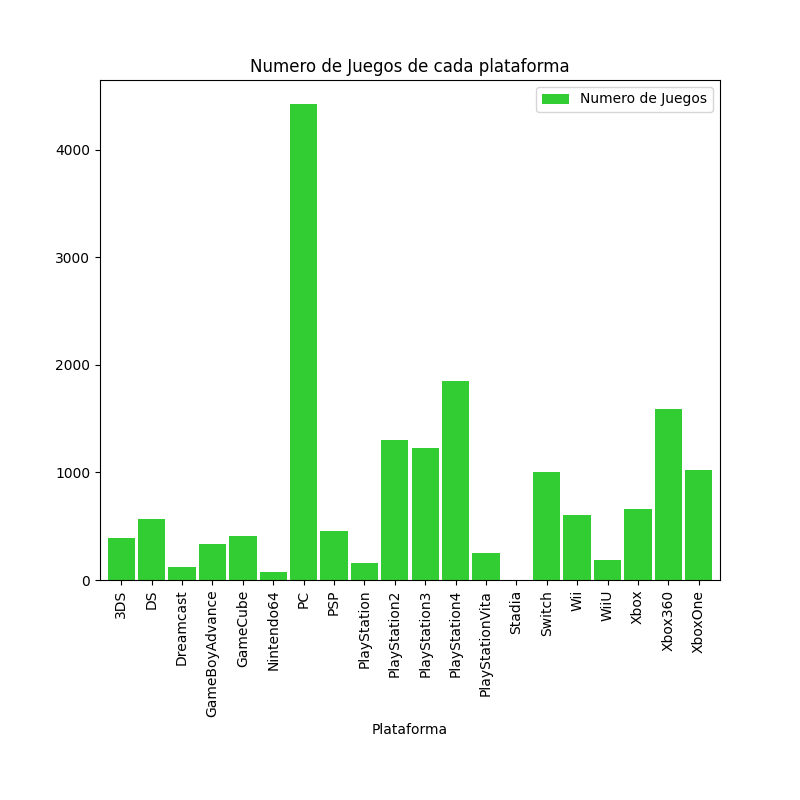 Numero de Juegos de cada plataforma
Numero de Juegos
4000
3000
2000
1000
0
3DS
DS
Dreamcast
GameBoyAdvance
GameCube
Nintendo64
PC
PSP
PlayStation
PlayStation2
PlayStation3
PlayStation4
PlayStationVita
Stadia
Switch
Wii
WiiU
Xbox
Xbox360
XboxOne
Plataforma